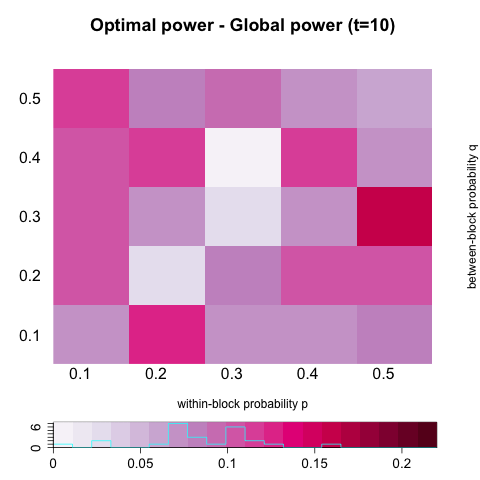 Optimal power - Global power (t=10)
0.5
0.4
0.3
0.2
0.1
between-block probability q
0.1 0.2 0.3 0.4 0.5
within-block probability p
0 6
0 0.05 0.1 0.15 0.2